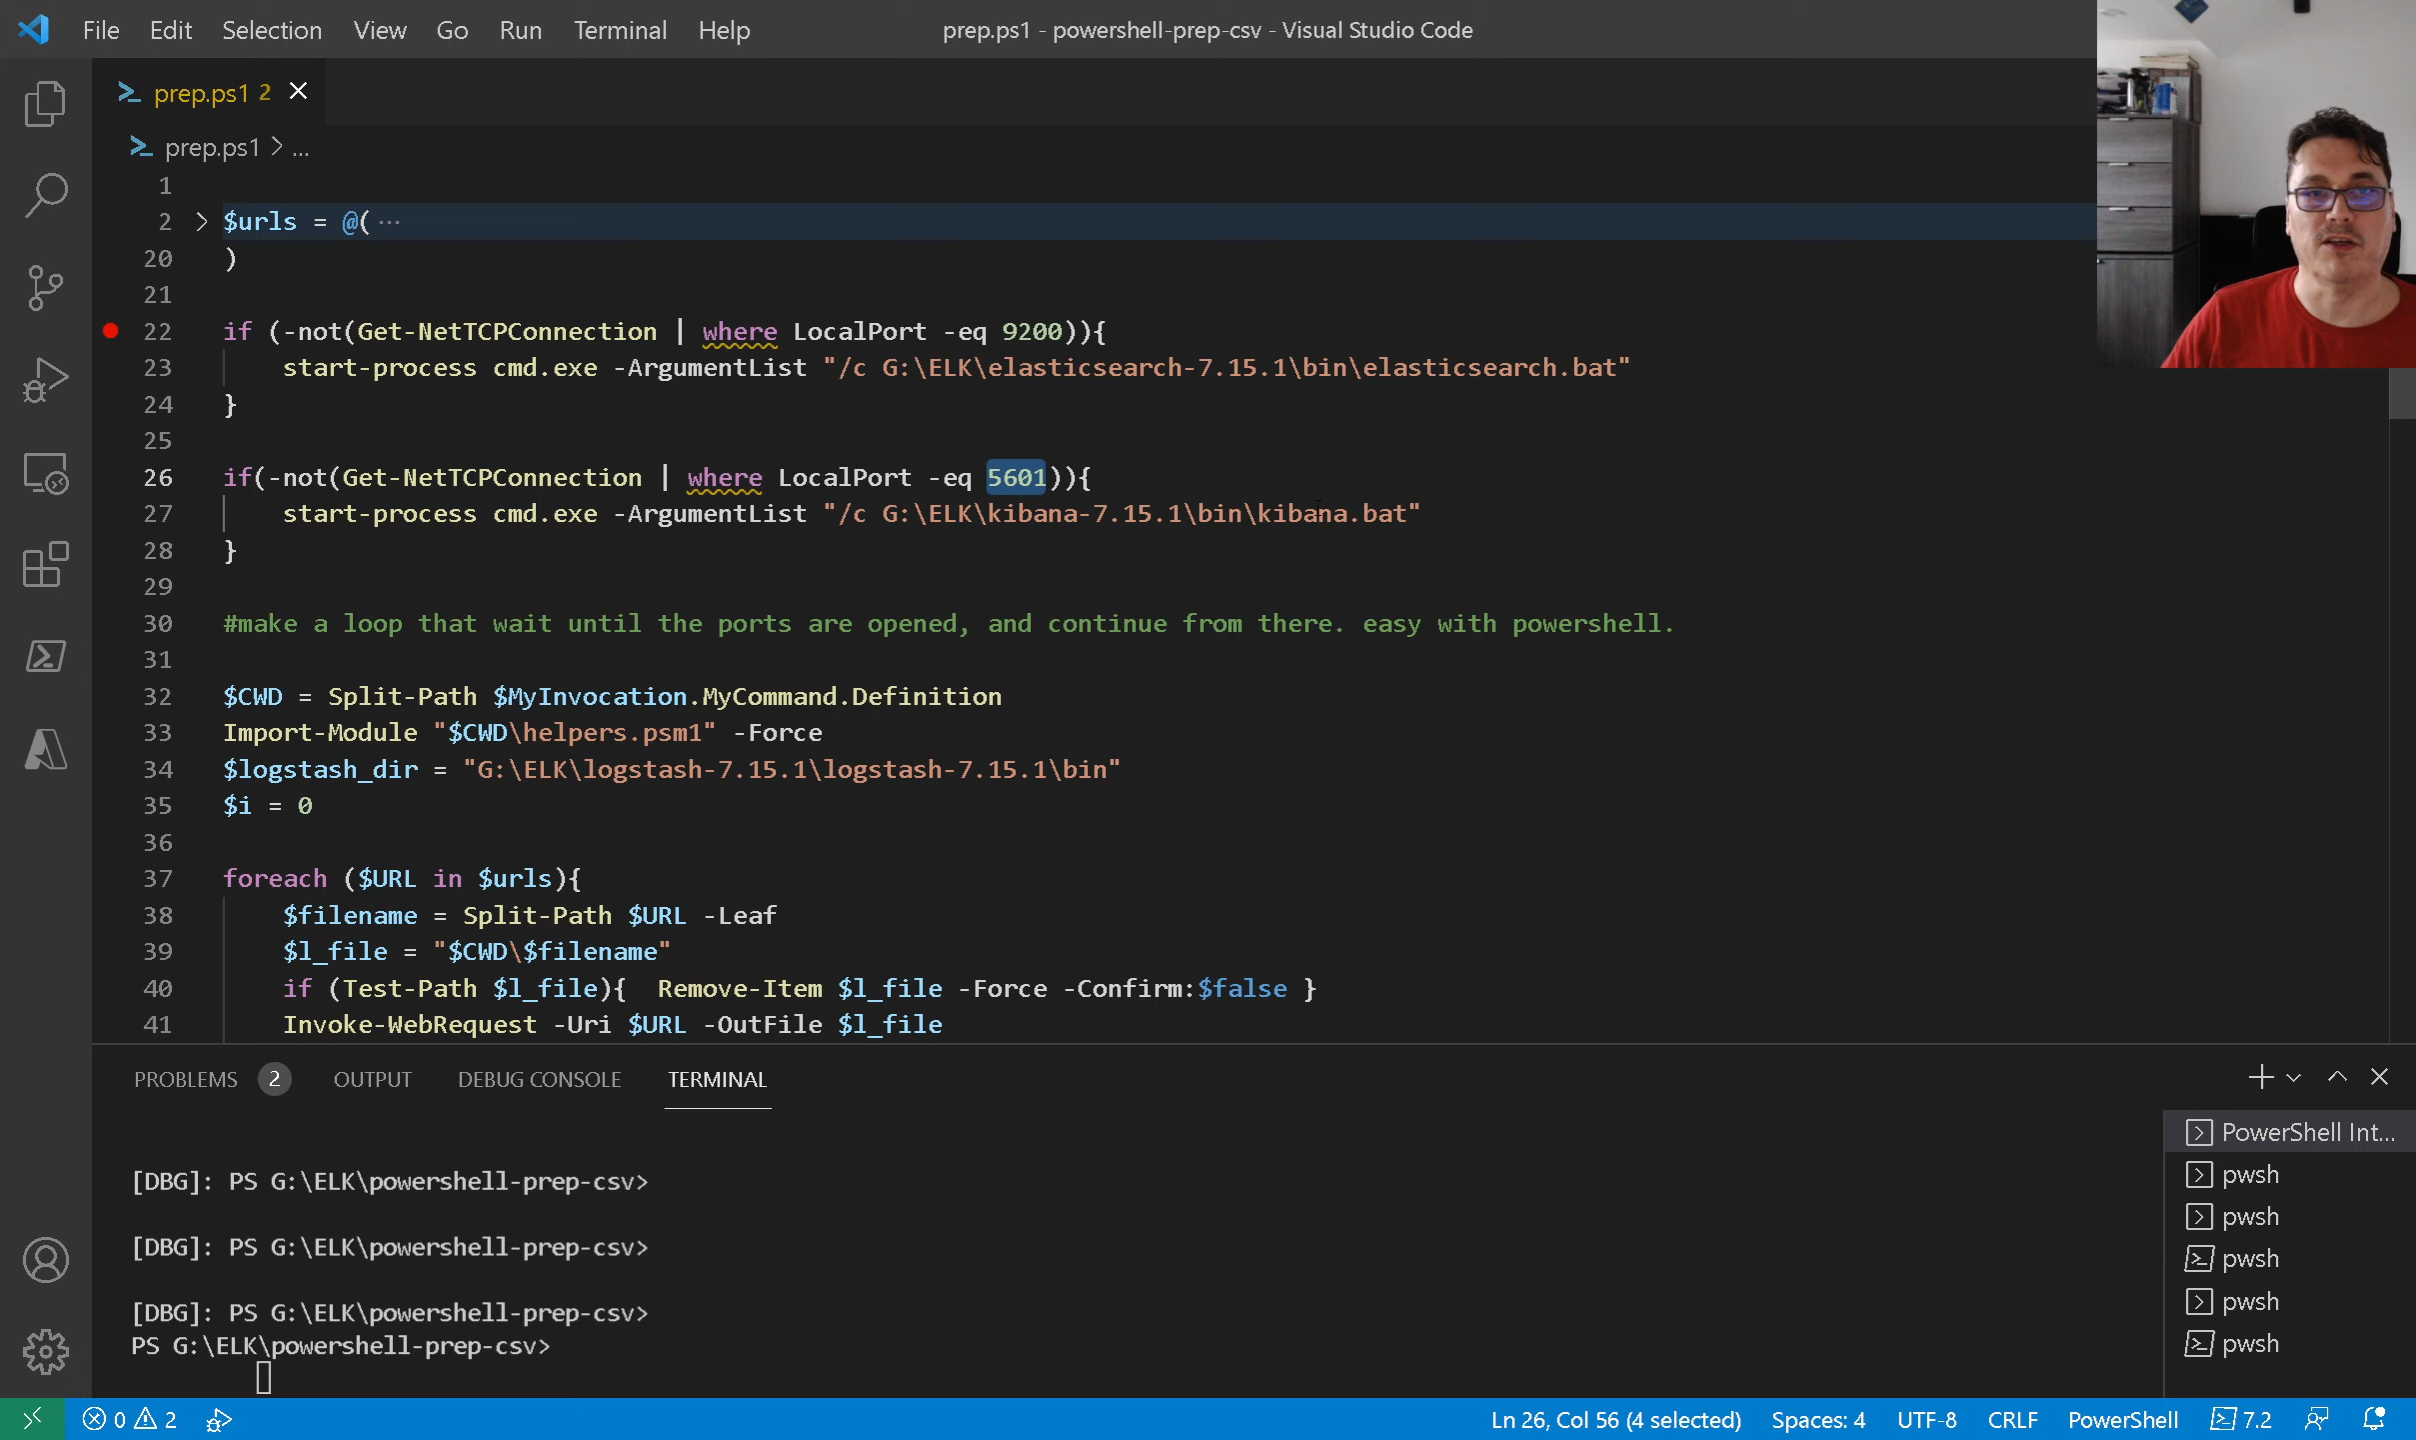 File Edit Selection View Go Run Terminal Help
prep.ps1 - powershell-prep-csv - Visual Studio Code
prep.ps1 2
prep.ps1 > ...
1
2 > $urls = @( ...
20 )
21
22 if (-not(Get-NetTCPConnection | where LocalPort -eq 9200)){
23 start-process cmd.exe -ArgumentList "/c G:\ELK\elasticsearch-7.15.1\bin\elasticsearch.bat"
24 }
25
26 if(-not(Get-NetTCPConnection | where LocalPort -eq 5601)){
27 start-process cmd.exe -ArgumentList "/c G:\ELK\kibana-7.15.1\bin\kibana.bat"
28 }
29
30 #make a loop that wait until the ports are opened, and continue from there. easy with powershell.
31
32 $CWD = Split-Path $MyInvocation.MyCommand.Definition
33 Import-Module "$CWD\helpers.psm1" -Force
34 $logstash_dir = "G:\ELK\logstash-7.15.1\logstash-7.15.1\bin"
35 $i = 0
36
37 foreach ($URL in $urls){
38 $filename = Split-Path $URL -Leaf
39 $l_file = "$CWD\$filename"
40 if (Test-Path $l_file){  Remove-Item $l_file -Force -Confirm:$false }
41 Invoke-WebRequest -Uri $URL -OutFile $l_file
PROBLEMS 2 OUTPUT DEBUG CONSOLE TERMINAL
[DBG]: PS G:\ELK\powershell-prep-csv>
[DBG]: PS G:\ELK\powershell-prep-csv>
[DBG]: PS G:\ELK\powershell-prep-csv>
PS G:\ELK\powershell-prep-csv>
PowerShell Int...
pwsh
pwsh
pwsh
pwsh
pwsh
0 2
Ln 26, Col 56 (4 selected) Spaces: 4 UTF-8 CRLF PowerShell 7.2